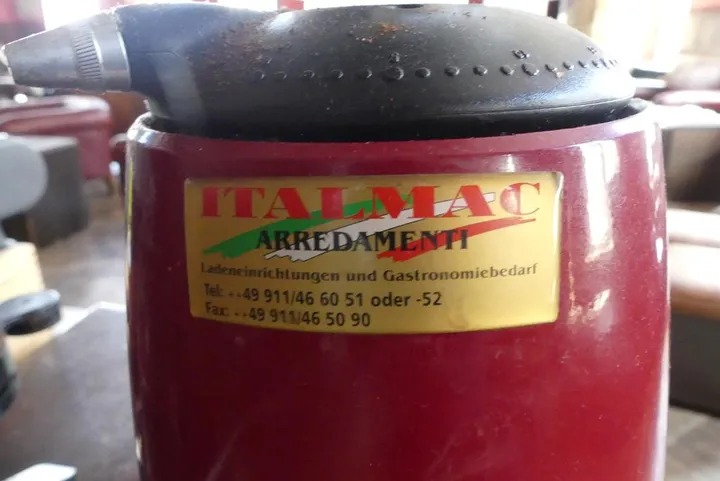 ITALMAC
ARREDAMENTI
Ladeneinrichtungen und Gastronomiebedarf
Tel: ++49 911/46 60 51 oder -52
Fax: ++49 911/46 50 90